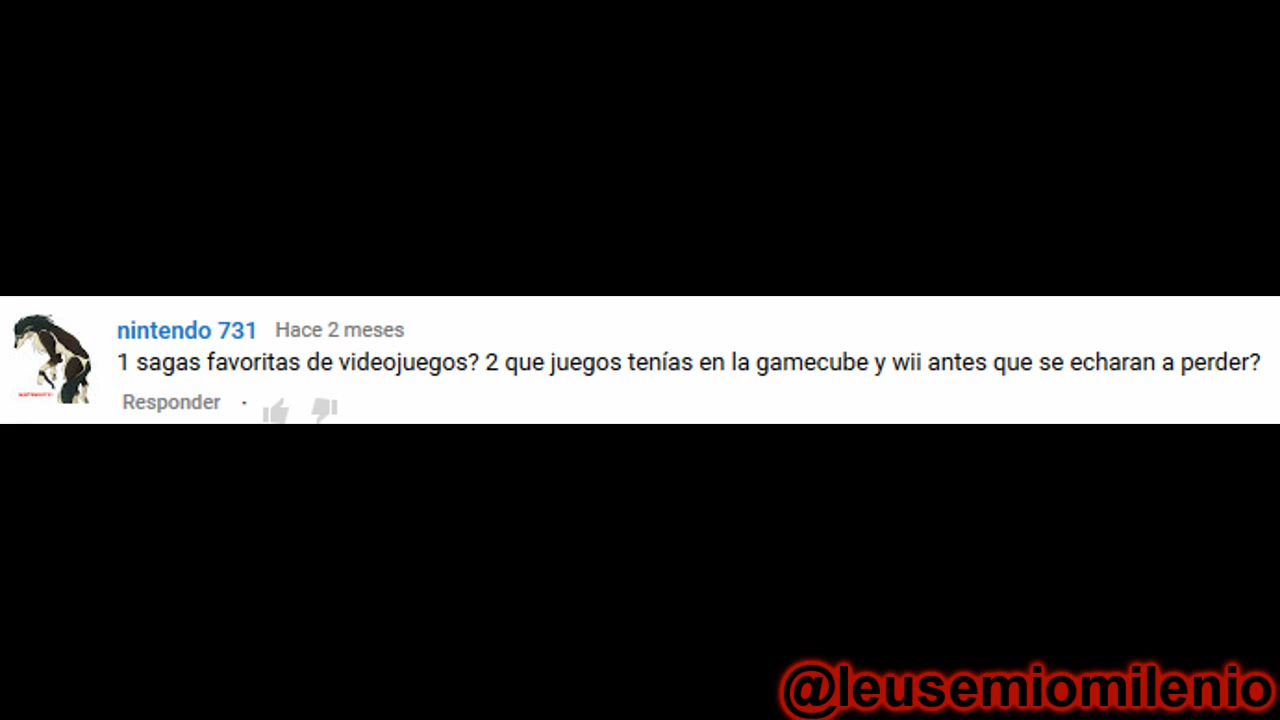 nintendo 731 Hace 2 meses
1 sagas favoritas de videojuegos? 2 que juegos tenías en la gamecube y wii antes que se echaran a perder?
Responder ·
@leusemiomilenio